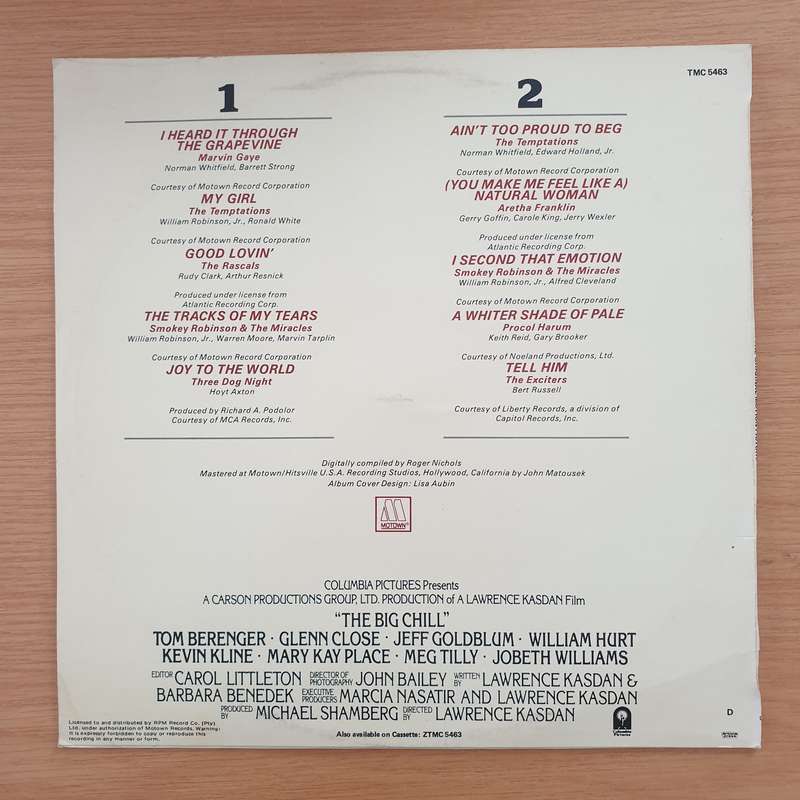 TMC 5463
1
I HEARD IT THROUGH
THE GRAPEVINE
Marvin Gaye
Norman Whitfield, Barrett Strong
Courtesy of Motown Record Corporation
MY GIRL
The Temptations
William Robinson, Jr., Ronald White
Courtesy of Motown Record Corporation
GOOD LOVIN'
The Rascals
Rudy Clark, Arthur Resnick
Produced under license from
Atlantic Recording Corp.
THE TRACKS OF MY TEARS
Smokey Robinson & The Miracles
William Robinson, Jr., Warren Moore, Marvin Tarplin
Courtesy of Motown Record Corporation
JOY TO THE WORLD
Three Dog Night
Hoyt Axton
Produced by Richard A. Podolor
Courtesy of MCA Records, Inc.
2
AIN'T TOO PROUD TO BEG
The Temptations
Norman Whitfield, Edward Holland, Jr.
Courtesy of Motown Record Corporation
(YOU MAKE ME FEEL LIKE A)
NATURAL WOMAN
Aretha Franklin
Gerry Goffin, Carole King, Jerry Wexler
Produced under license from
Atlantic Recording Corp.
I SECOND THAT EMOTION
Smokey Robinson & The Miracles
William Robinson, Jr., Alfred Cleveland
Courtesy of Motown Record Corporation
A WHITER SHADE OF PALE
Procol Harum
Keith Reid, Gary Brooker
Courtesy of Noeland Productions, Ltd.
TELL HIM
The Exciters
Bert Russell
Courtesy of Liberty Records, a division of
Capitol Records, Inc.
Digitally compiled by Roger Nichols
Mastered at Motown/Hitsville U.S.A. Recording Studios, Hollywood, California by John Matousek
Album Cover Design: Lisa Aubin
M
MOTOWN®
COLUMBIA PICTURES Presents
A CARSON PRODUCTIONS GROUP, LTD. PRODUCTION of A LAWRENCE KASDAN Film
"THE BIG CHILL"
TOM BERENGER · GLENN CLOSE · JEFF GOLDBLUM · WILLIAM HURT
KEVIN KLINE · MARY KAY PLACE · MEG TILLY · JOBETH WILLIAMS
EDITOR CAROL LITTLETON DIRECTOR OF PHOTOGRAPHY JOHN BAILEY WRITTEN BY LAWRENCE KASDAN &
BARBARA BENEDEK EXECUTIVE PRODUCERS MARCIA NASATIR AND LAWRENCE KASDAN
PRODUCED BY MICHAEL SHAMBERG DIRECTED BY LAWRENCE KASDAN
Columbia
Pictures
D
Licensed to and distributed by RPM Record Co. (Pty)
Ltd. under authorization of Motown Records. Warning:
It is expressly forbidden to copy or reproduce this
recording in any manner or form.
Also available on Cassette: ZTMC 5463